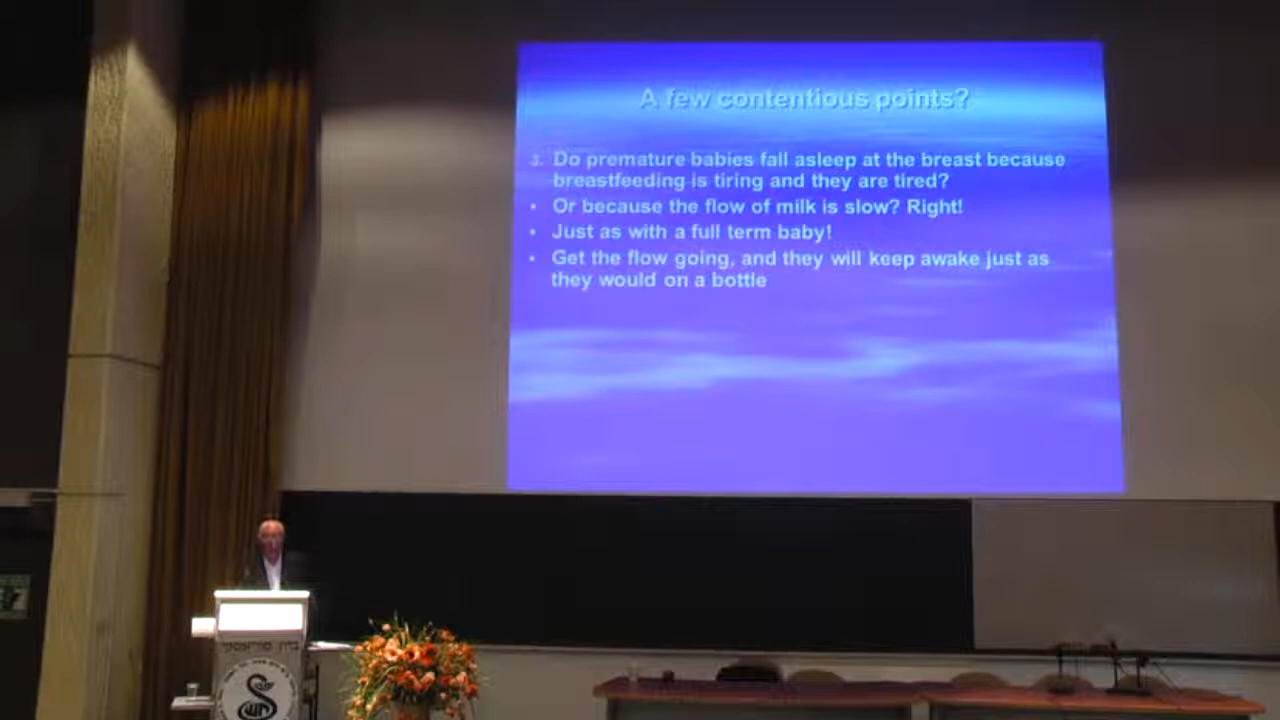 A few contentious points?
3. Do premature babies fall asleep at the breast because
breastfeeding is tiring and they are tired?
• Or because the flow of milk is slow? Right!
• Just as with a full term baby!
• Get the flow going, and they will keep awake just as
they would on a bottle